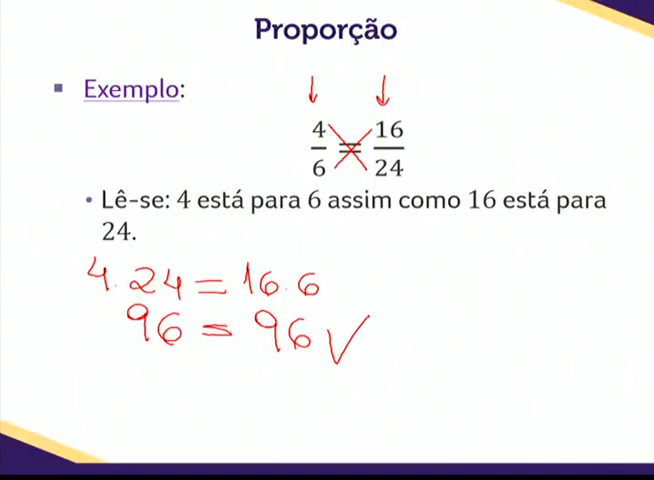 Proporção
▪ Exemplo:
4/6 = 16/24
• Lê-se: 4 está para 6 assim como 16 está para
24.
4.24 = 16.6
96 = 96 √